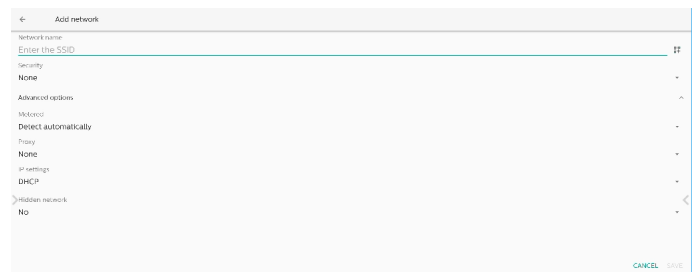 Add network
Network name
Enter the SSID
Security
None
Advanced options
Metered
Detect automatically
Proxy
None
IP settings
DHCP
Hidden network
No
CANCEL SAVE